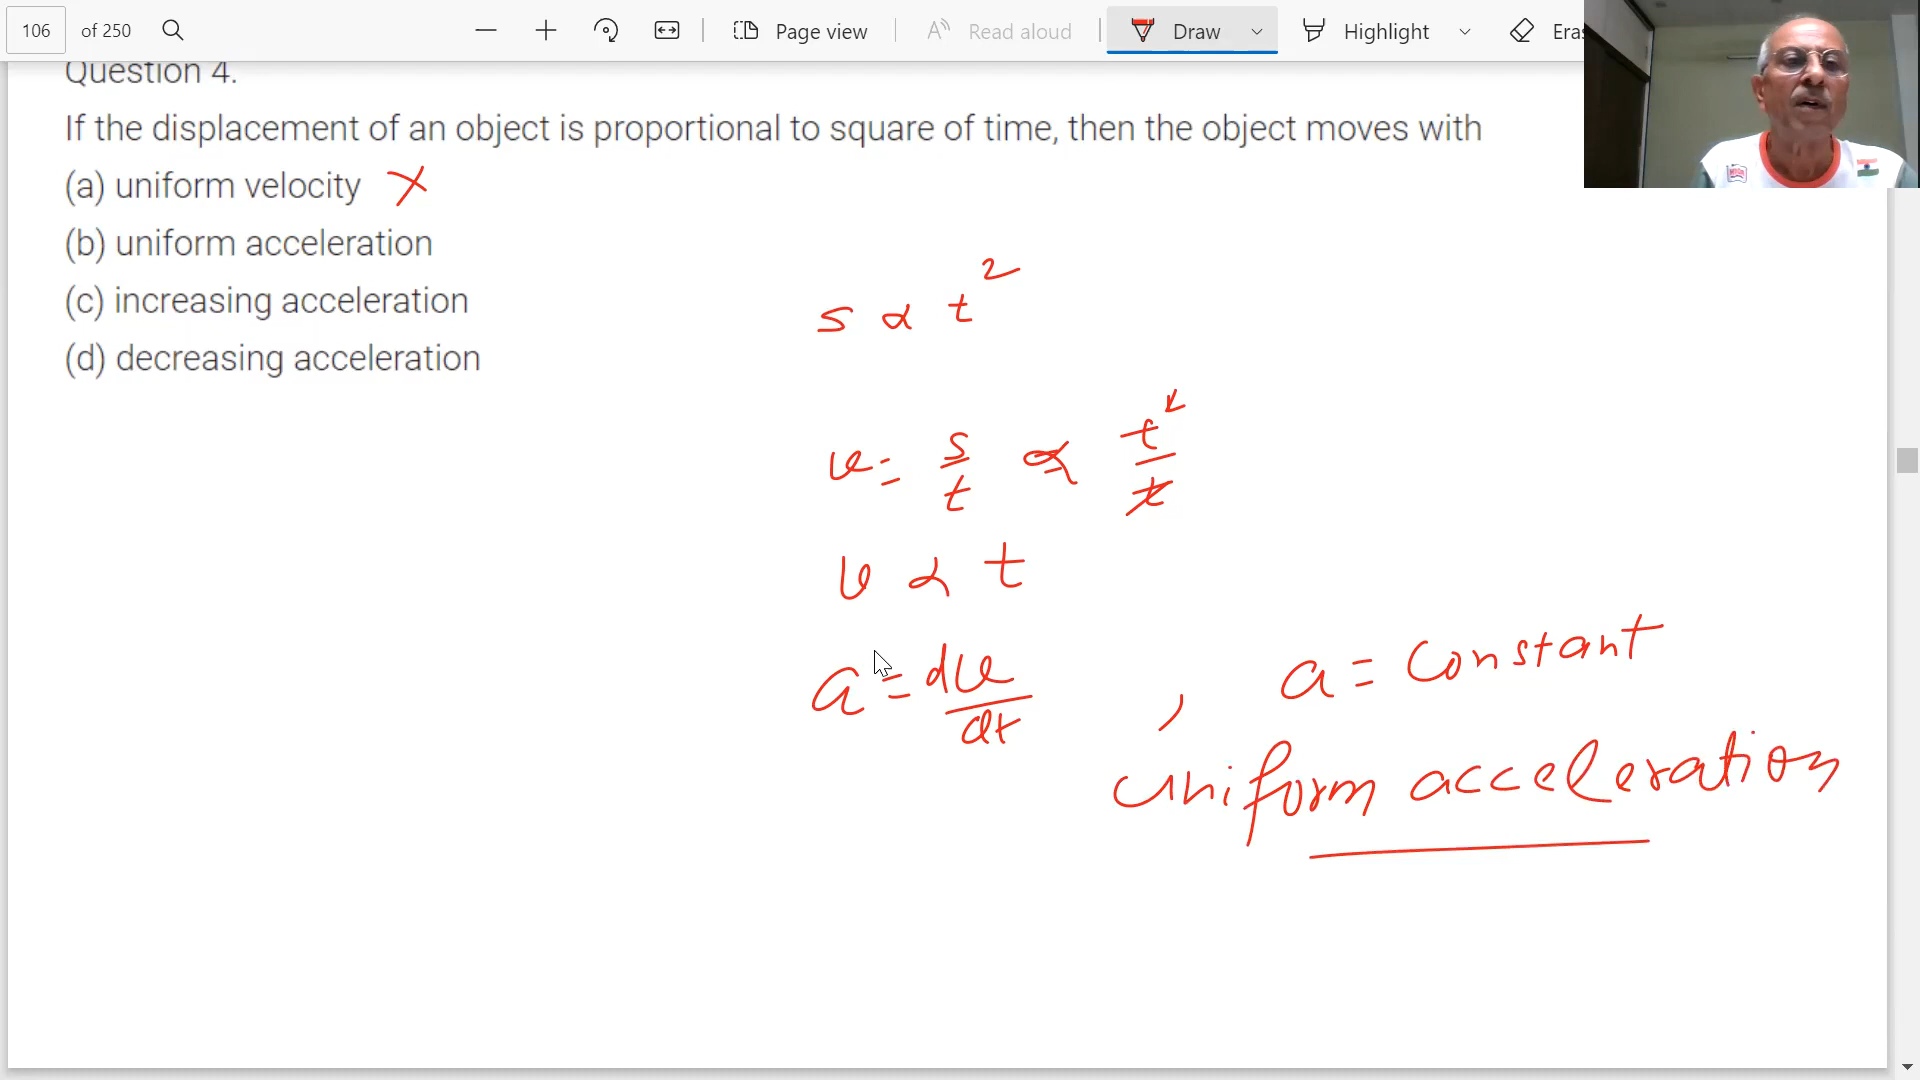 106 of 250 Page view Read aloud Draw Highlight Eras
Question 4.
If the displacement of an object is proportional to square of time, then the object moves with
(a) uniform velocity ✗
(b) uniform acceleration
(c) increasing acceleration
(d) decreasing acceleration
s ∝ t²
v = s/t ∝ t²/t
v ∝ t
a = dv/dt , a = constant
uniform acceleration